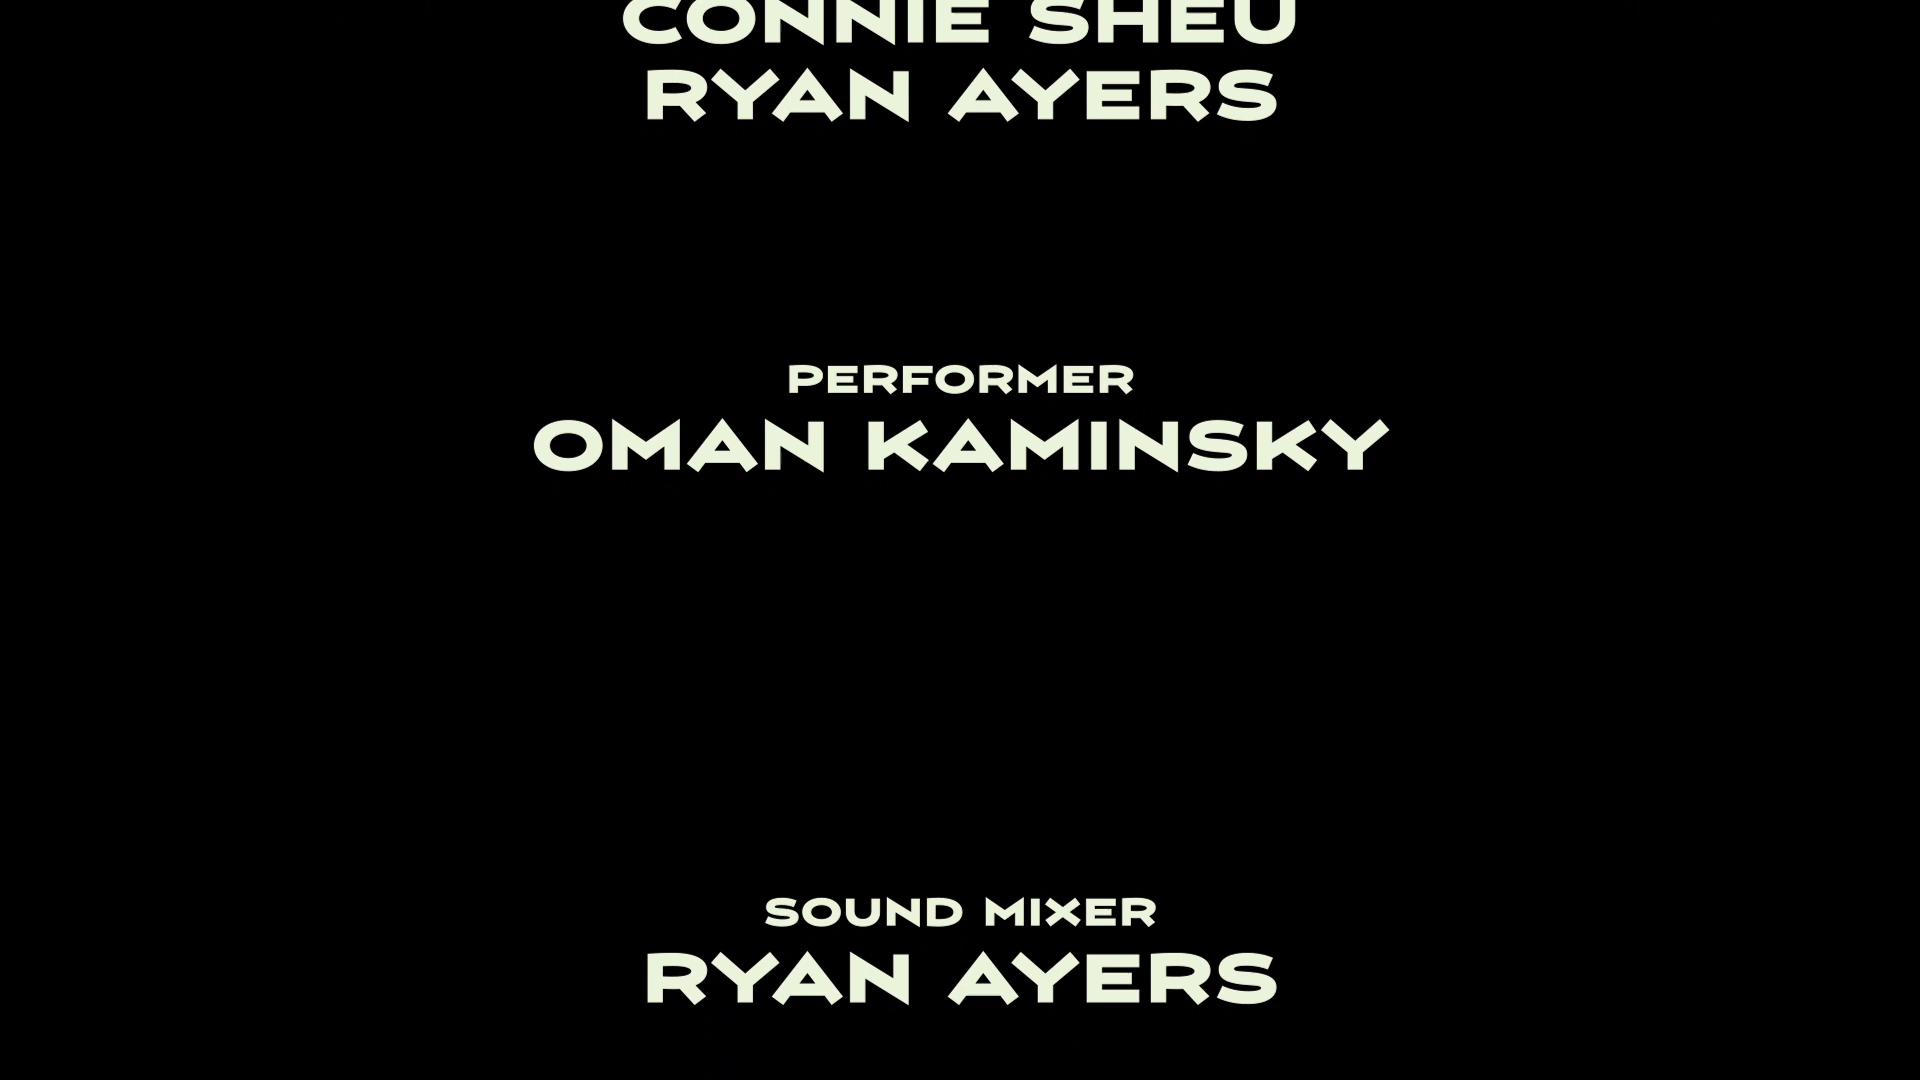 CONNIE SHEU
RYAN AYERS
PERFORMER
OMAN KAMINSKY
SOUND MIXER
RYAN AYERS